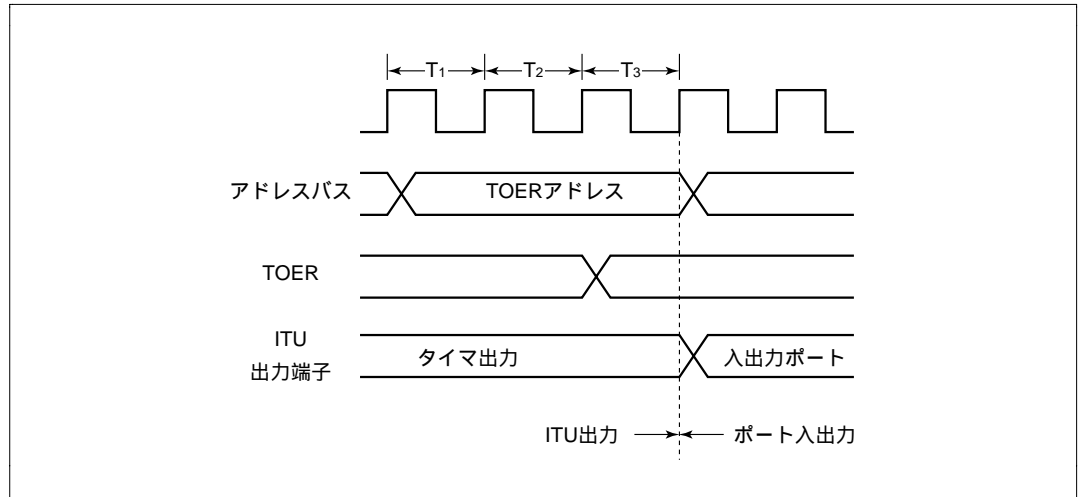 T1 T2 T3
アドレスバス TOERアドレス
TOER
ITU
出力端子 タイマ出力 入出力ポート
ITU出力 ポート入出力